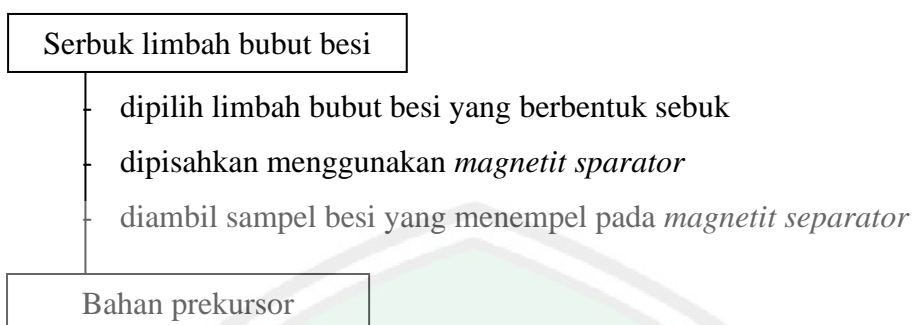 Serbuk limbah bubut besi
- dipilih limbah bubut besi yang berbentuk sebuk
- dipisahkan menggunakan magnetit sparator
- diambil sampel besi yang menempel pada magnetit separator
Bahan prekursor